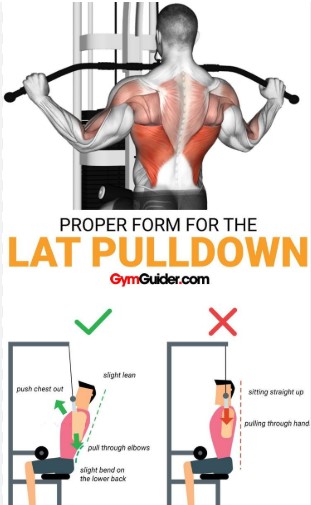 PROPER FORM FOR THE
LAT PULLDOWN
GymGuider.com
slight lean
push chest out
pull through elbows
slight bend on
the lower back
sitting straight up
pulling through hand